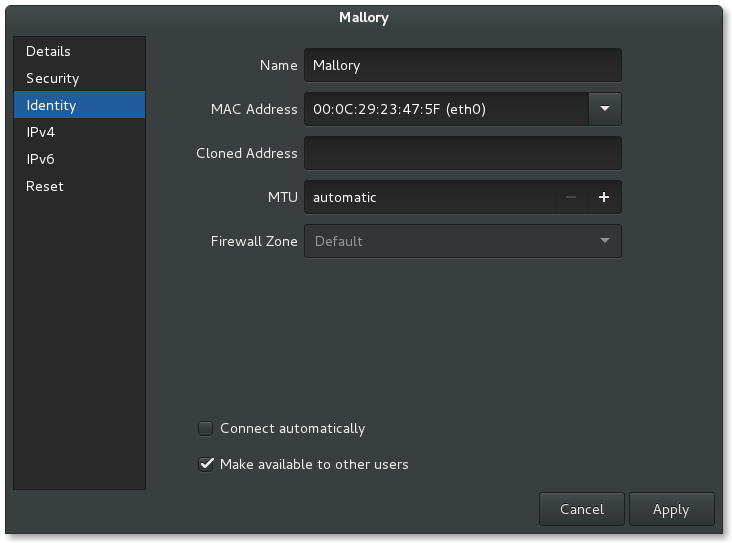 Mallory
Details
Security
Identity
IPv4
IPv6
Reset
Name Mallory
MAC Address 00:0C:29:23:47:5F (eth0)
Cloned Address
MTU automatic
Firewall Zone Default
Connect automatically
Make available to other users
Cancel Apply